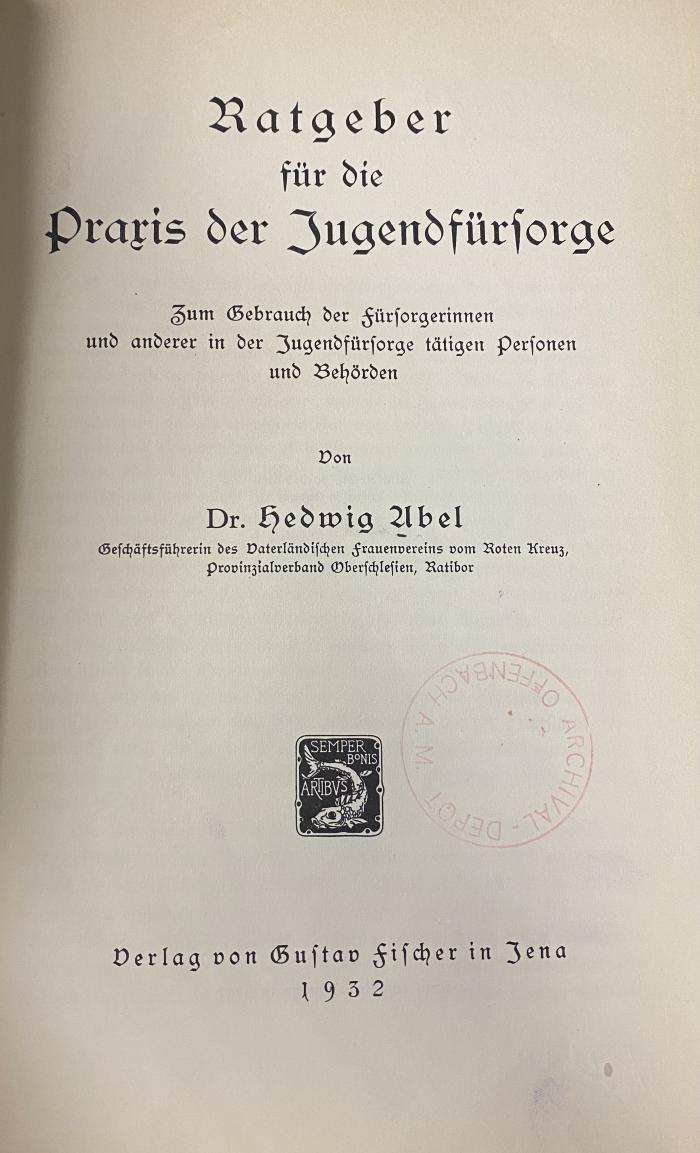 Ratgeber
für die
Praxis der Jugendfürsorge
Zum Gebrauch der Fürsorgerinnen
und anderer in der Jugendfürsorge tätigen Personen
und Behörden
Von
Dr. Hedwig Abel
Geschäftsführerin des Vaterländischen Frauenvereins vom Roten Kreuz,
Provinzialverband Oberschlesien, Ratibor
SEMPER
BONIS
ARTIBVS
OFFENBACH A. M. ARCHIVAL - DEPOT
Verlag von Gustav Fischer in Jena
1932